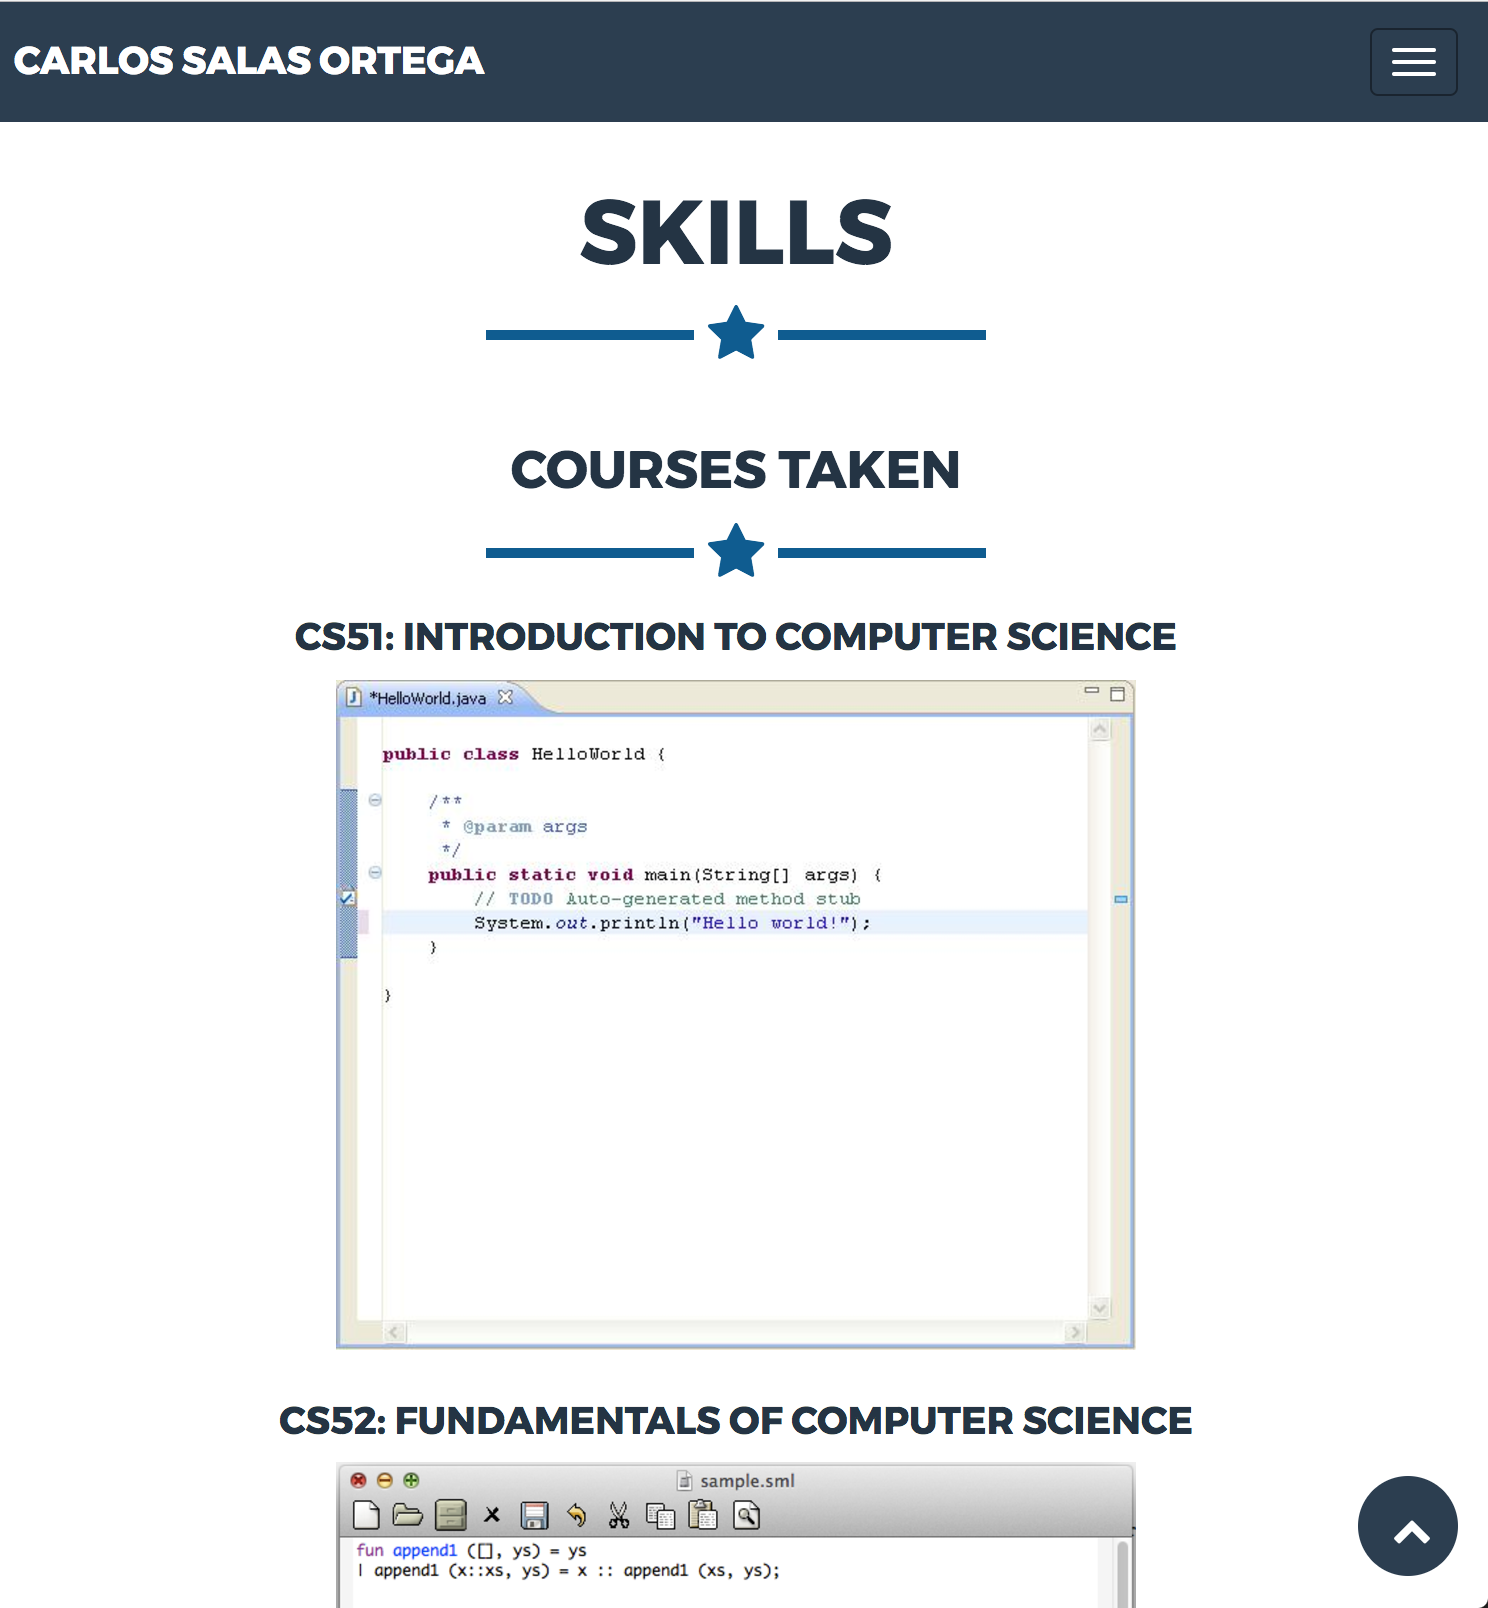 CARLOS SALAS ORTEGA
SKILLS
COURSES TAKEN
CS51: INTRODUCTION TO COMPUTER SCIENCE
*HelloWorld.java
public class HelloWorld {
/**
* @param args
*/
public static void main(String[] args) {
// TODO Auto-generated method stub
System.out.println("Hello world!");
}
}
CS52: FUNDAMENTALS OF COMPUTER SCIENCE
sample.sml
fun append1 ([], ys) = ys
| append1 (x::xs, ys) = x :: append1 (xs, ys);